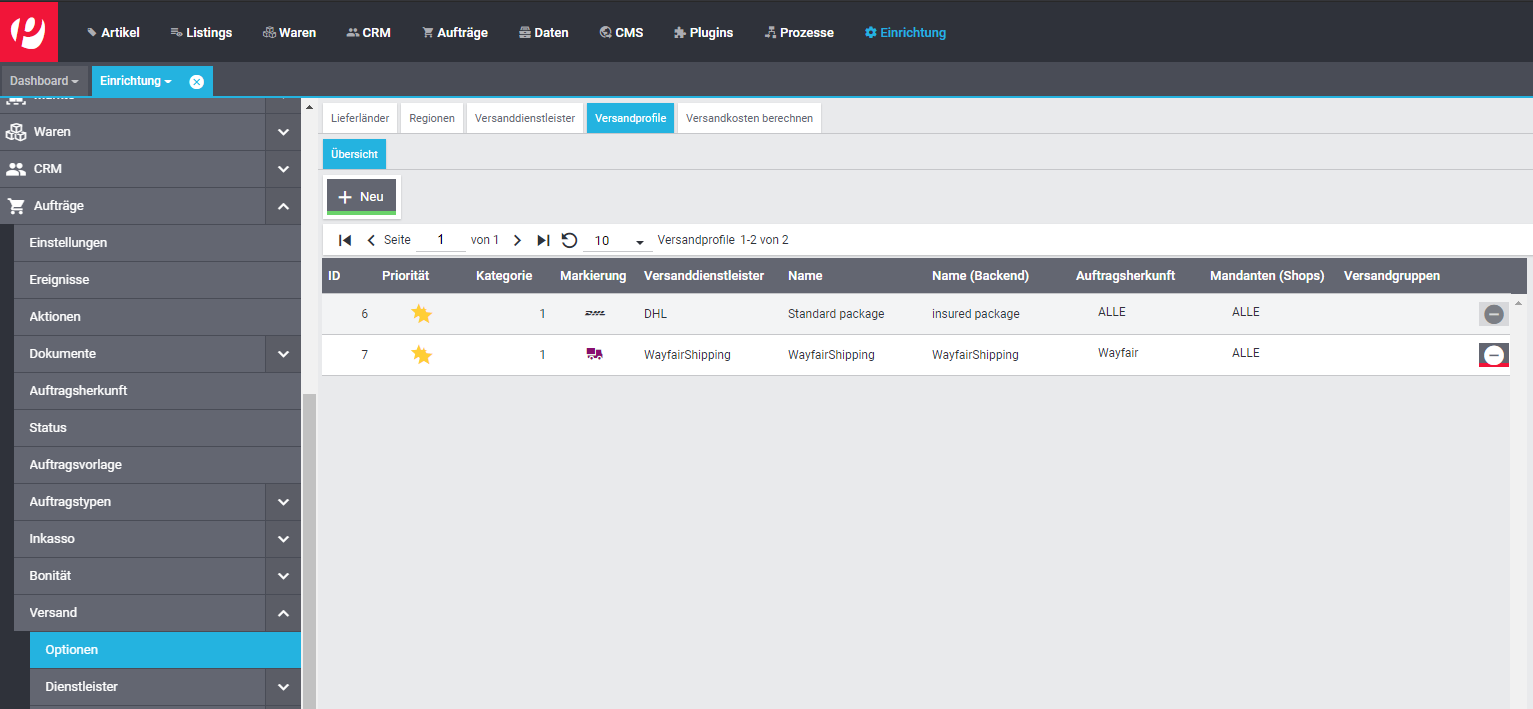 Artikel Listings Waren CRM Aufträge Daten CMS Plugins Prozesse Einrichtung
Dashboard Einrichtung
Waren
CRM
Aufträge
Einstellungen
Ereignisse
Aktionen
Dokumente
Auftragsherkunft
Status
Auftragsvorlage
Auftragstypen
Inkasso
Bonität
Versand
Optionen
Dienstleister
Lieferländer Regionen Versanddienstleister Versandprofile Versandkosten berechnen
Übersicht
Neu
Seite 1 von 1 10 Versandprofile 1-2 von 2
ID Priorität Kategorie Markierung Versanddienstleister Name Name (Backend) Auftragsherkunft Mandanten (Shops) Versandgruppen
6 1 DHL Standard package insured package ALLE ALLE
7 1 WayfairShipping WayfairShipping WayfairShipping Wayfair ALLE